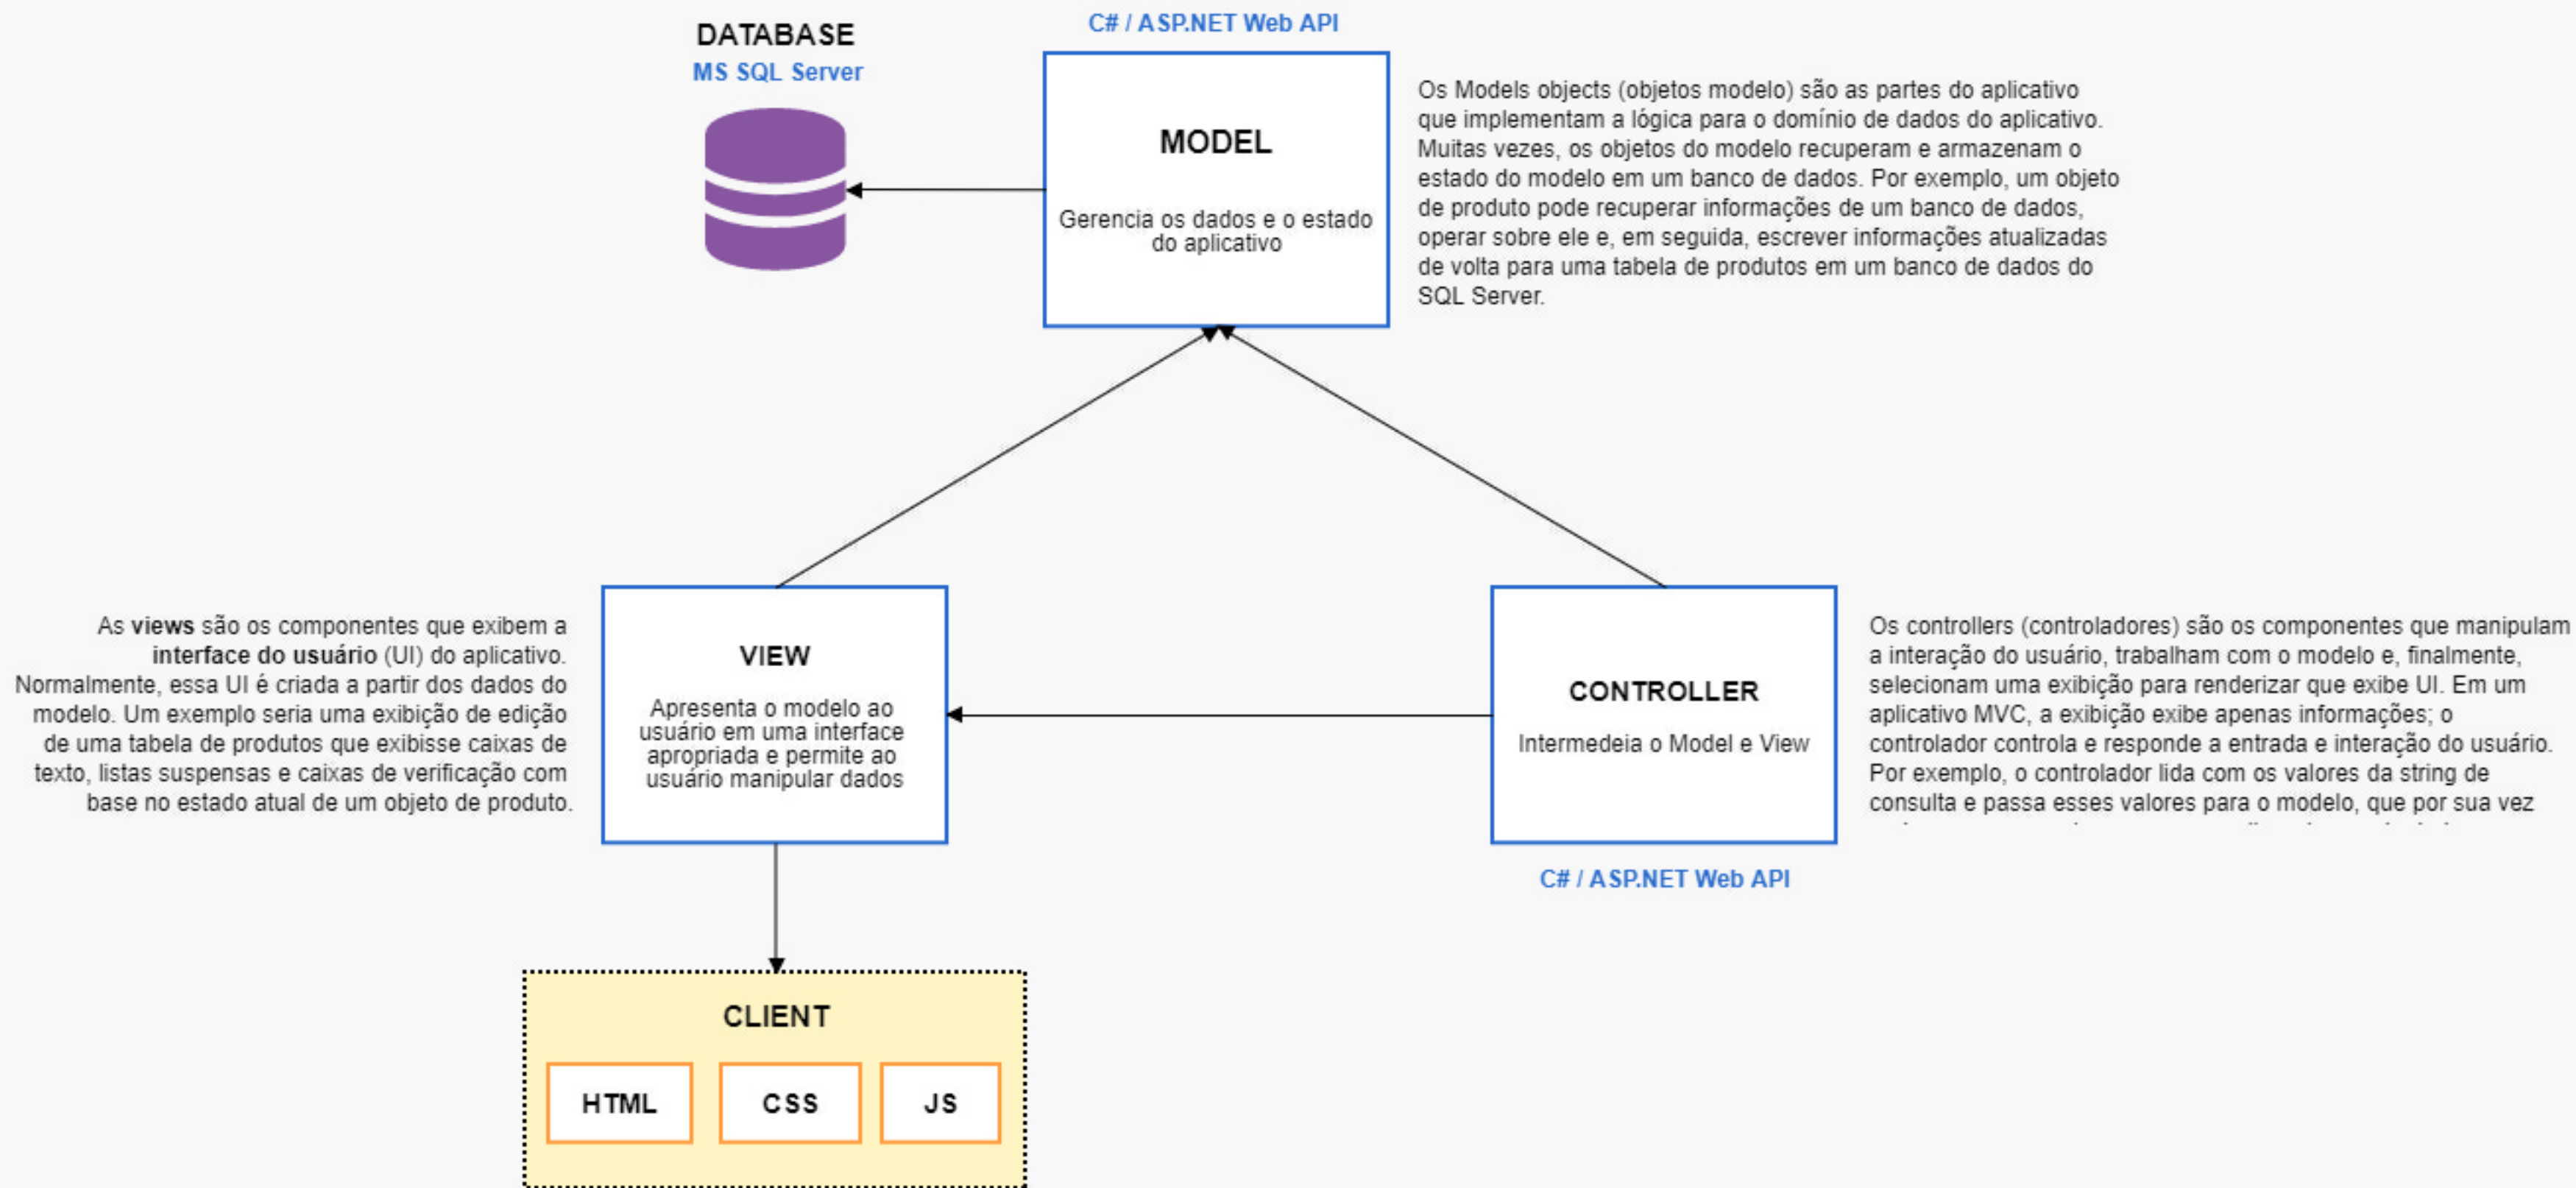 DATABASE
MS SQL Server
C# / ASP.NET Web API
MODEL
Gerencia os dados e o estado
do aplicativo
Os Models objects (objetos modelo) são as partes do aplicativo
que implementam a lógica para o domínio de dados do aplicativo.
Muitas vezes, os objetos do modelo recuperam e armazenam o
estado do modelo em um banco de dados. Por exemplo, um objeto
de produto pode recuperar informações de um banco de dados,
operar sobre ele e, em seguida, escrever informações atualizadas
de volta para uma tabela de produtos em um banco de dados do
SQL Server.
As views são os componentes que exibem a
interface do usuário (UI) do aplicativo.
Normalmente, essa UI é criada a partir dos dados do
modelo. Um exemplo seria uma exibição de edição
de uma tabela de produtos que exibisse caixas de
texto, listas suspensas e caixas de verificação com
base no estado atual de um objeto de produto.
VIEW
Apresenta o modelo ao
usuário em uma interface
apropriada e permite ao
usuário manipular dados
CONTROLLER
Intermedeia o Model e View
C# / ASP.NET Web API
Os controllers (controladores) são os componentes que manipulam
a interação do usuário, trabalham com o modelo e, finalmente,
selecionam uma exibição para renderizar que exibe UI. Em um
aplicativo MVC, a exibição exibe apenas informações; o
controlador controla e responde a entrada e interação do usuário.
Por exemplo, o controlador lida com os valores da string de
consulta e passa esses valores para o modelo, que por sua vez
CLIENT
HTML
CSS
JS